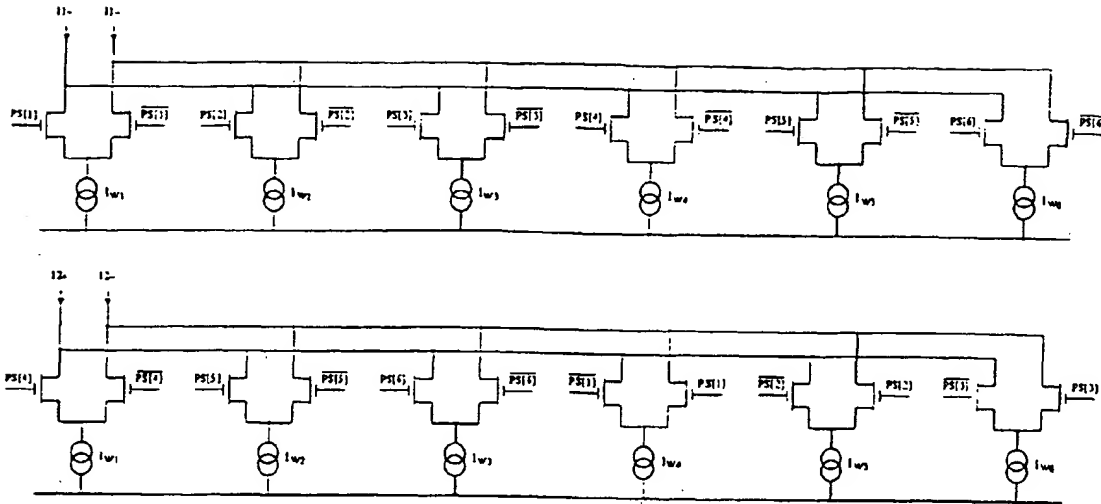 I1- I1-
PS[1] PS[1] PS[2] PS[2] PS[3] PS[3] PS[4] PS[4] PS[5] PS[5] PS[6] PS[6
Iw1 Iw2 Iw3 Iw4 Iw5 Iw6
I2+ I2-
PS[4] PS[4] PS[5] PS[5] PS[6] PS[6] PS[1] PS[1] PS[2] PS[2] PS[3] PS[3]
Iw1 Iw2 Iw3 Iw4 Iw5 Iw6